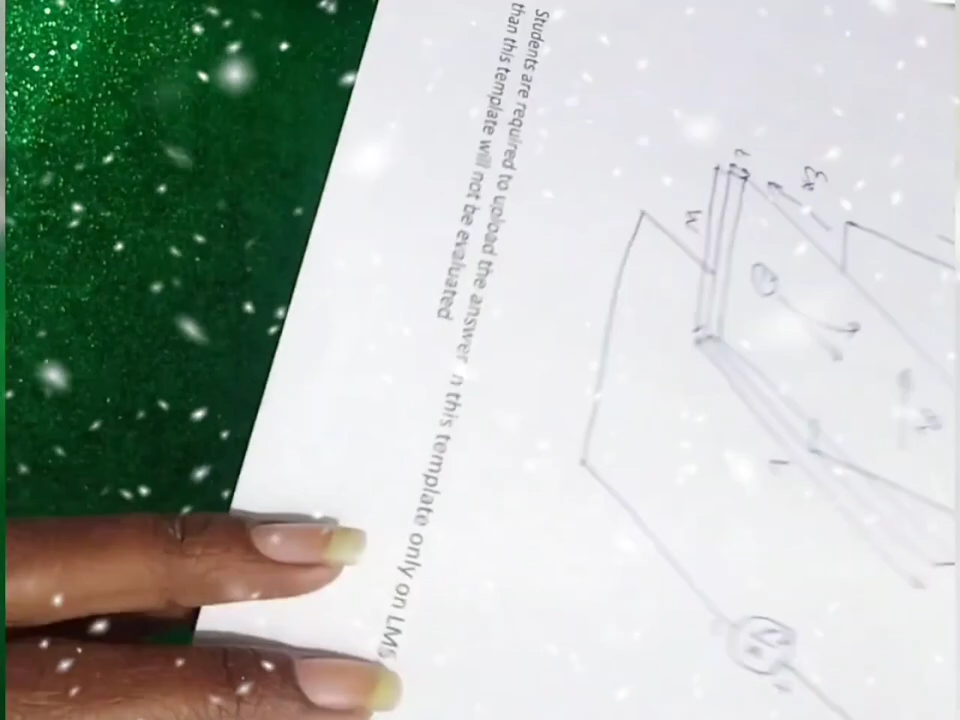 Students are required to upload the answer n this template only on LMS
than this template will not be evaluated
Ex
t
W
L